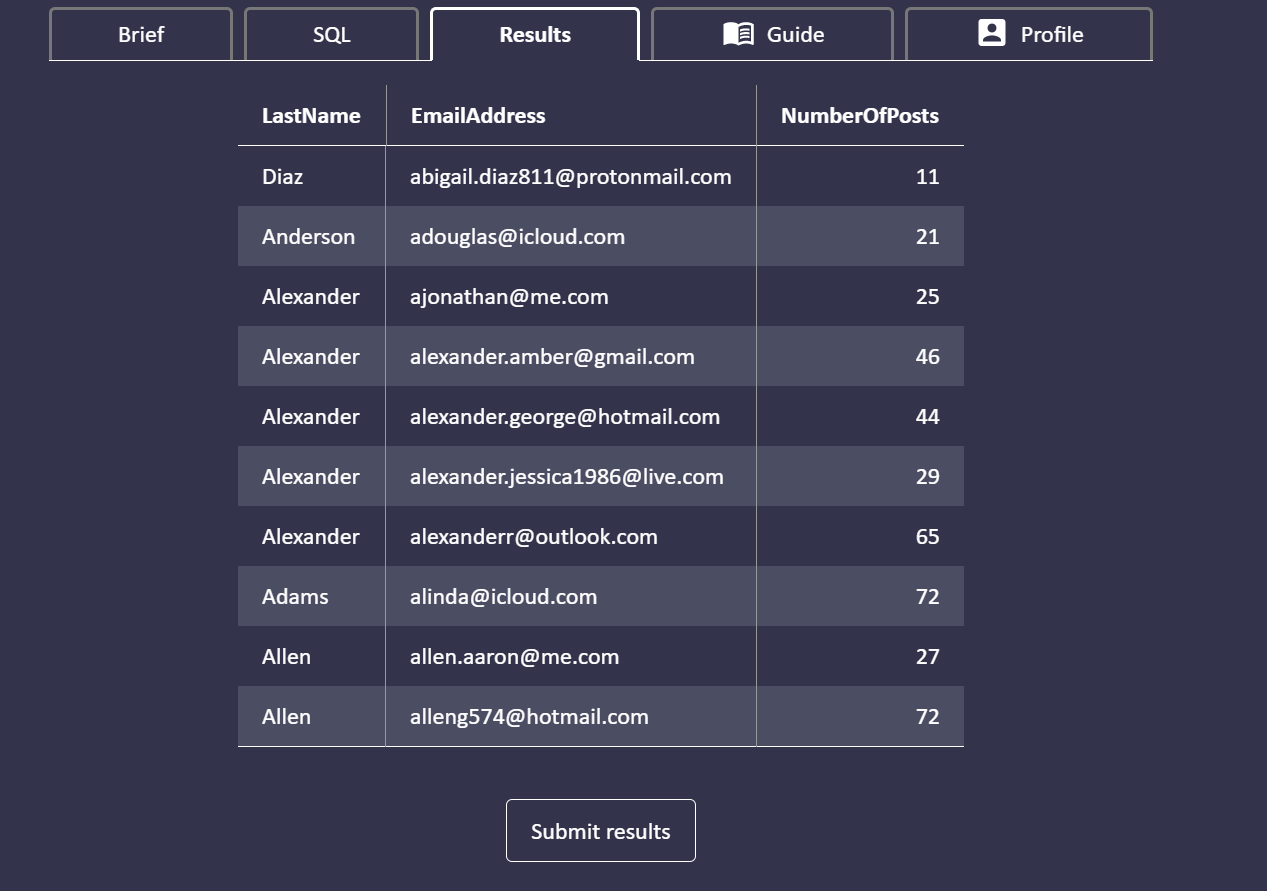 Brief SQL Results Guide Profile
LastName EmailAddress NumberOfPosts
Diaz abigail.diaz811@protonmail.com 11
Anderson adouglas@icloud.com 21
Alexander ajonathan@me.com 25
Alexander alexander.amber@gmail.com 46
Alexander alexander.george@hotmail.com 44
Alexander alexander.jessica1986@live.com 29
Alexander alexanderr@outlook.com 65
Adams alinda@icloud.com 72
Allen allen.aaron@me.com 27
Allen alleng574@hotmail.com 72
Submit results